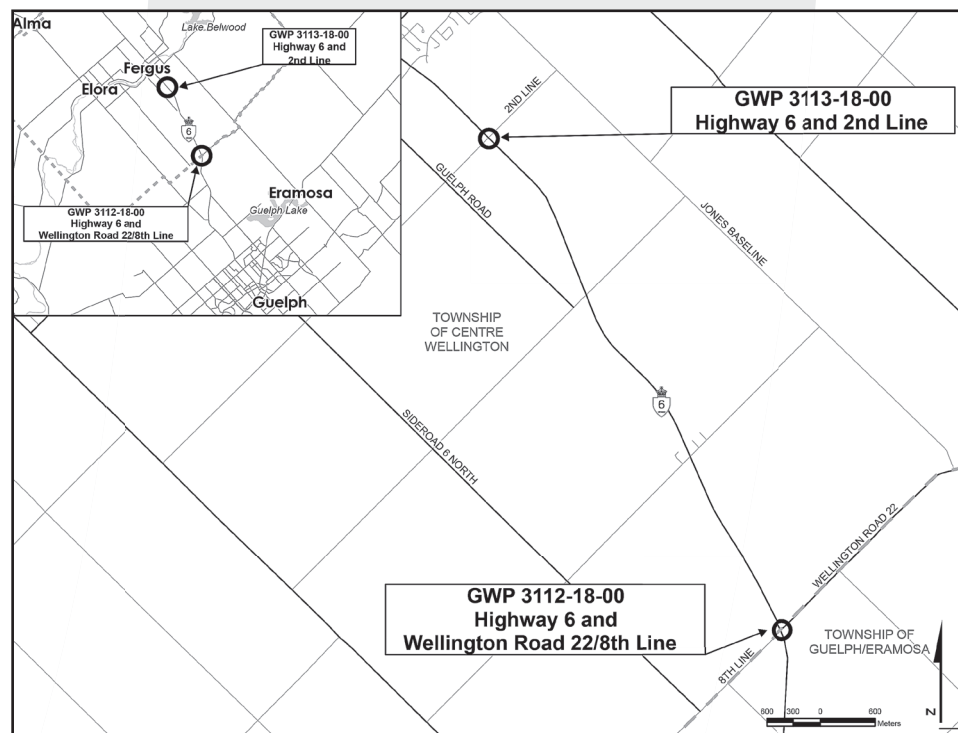 Alma
Lake Belwood
GWP 3113-18-00
Highway 6 and
2nd Line
Fergus
Elora
6
GWP 3112-18-00
Highway 6 and
Wellington Road 22/8th Line
Eramosa
Guelph Lake
Guelph
2ND LINE
GWP 3113-18-00
Highway 6 and 2nd Line
GUELPH ROAD
JONES BASELINE
TOWNSHIP
OF CENTRE
WELLINGTON
6
SIDEROAD 6 NORTH
WELLINGTON ROAD 22
GWP 3112-18-00
Highway 6 and
Wellington Road 22/8th Line
TOWNSHIP OF
GUELPH/ERAMOSA
8TH LINE
600 300 0 600
Meters
N